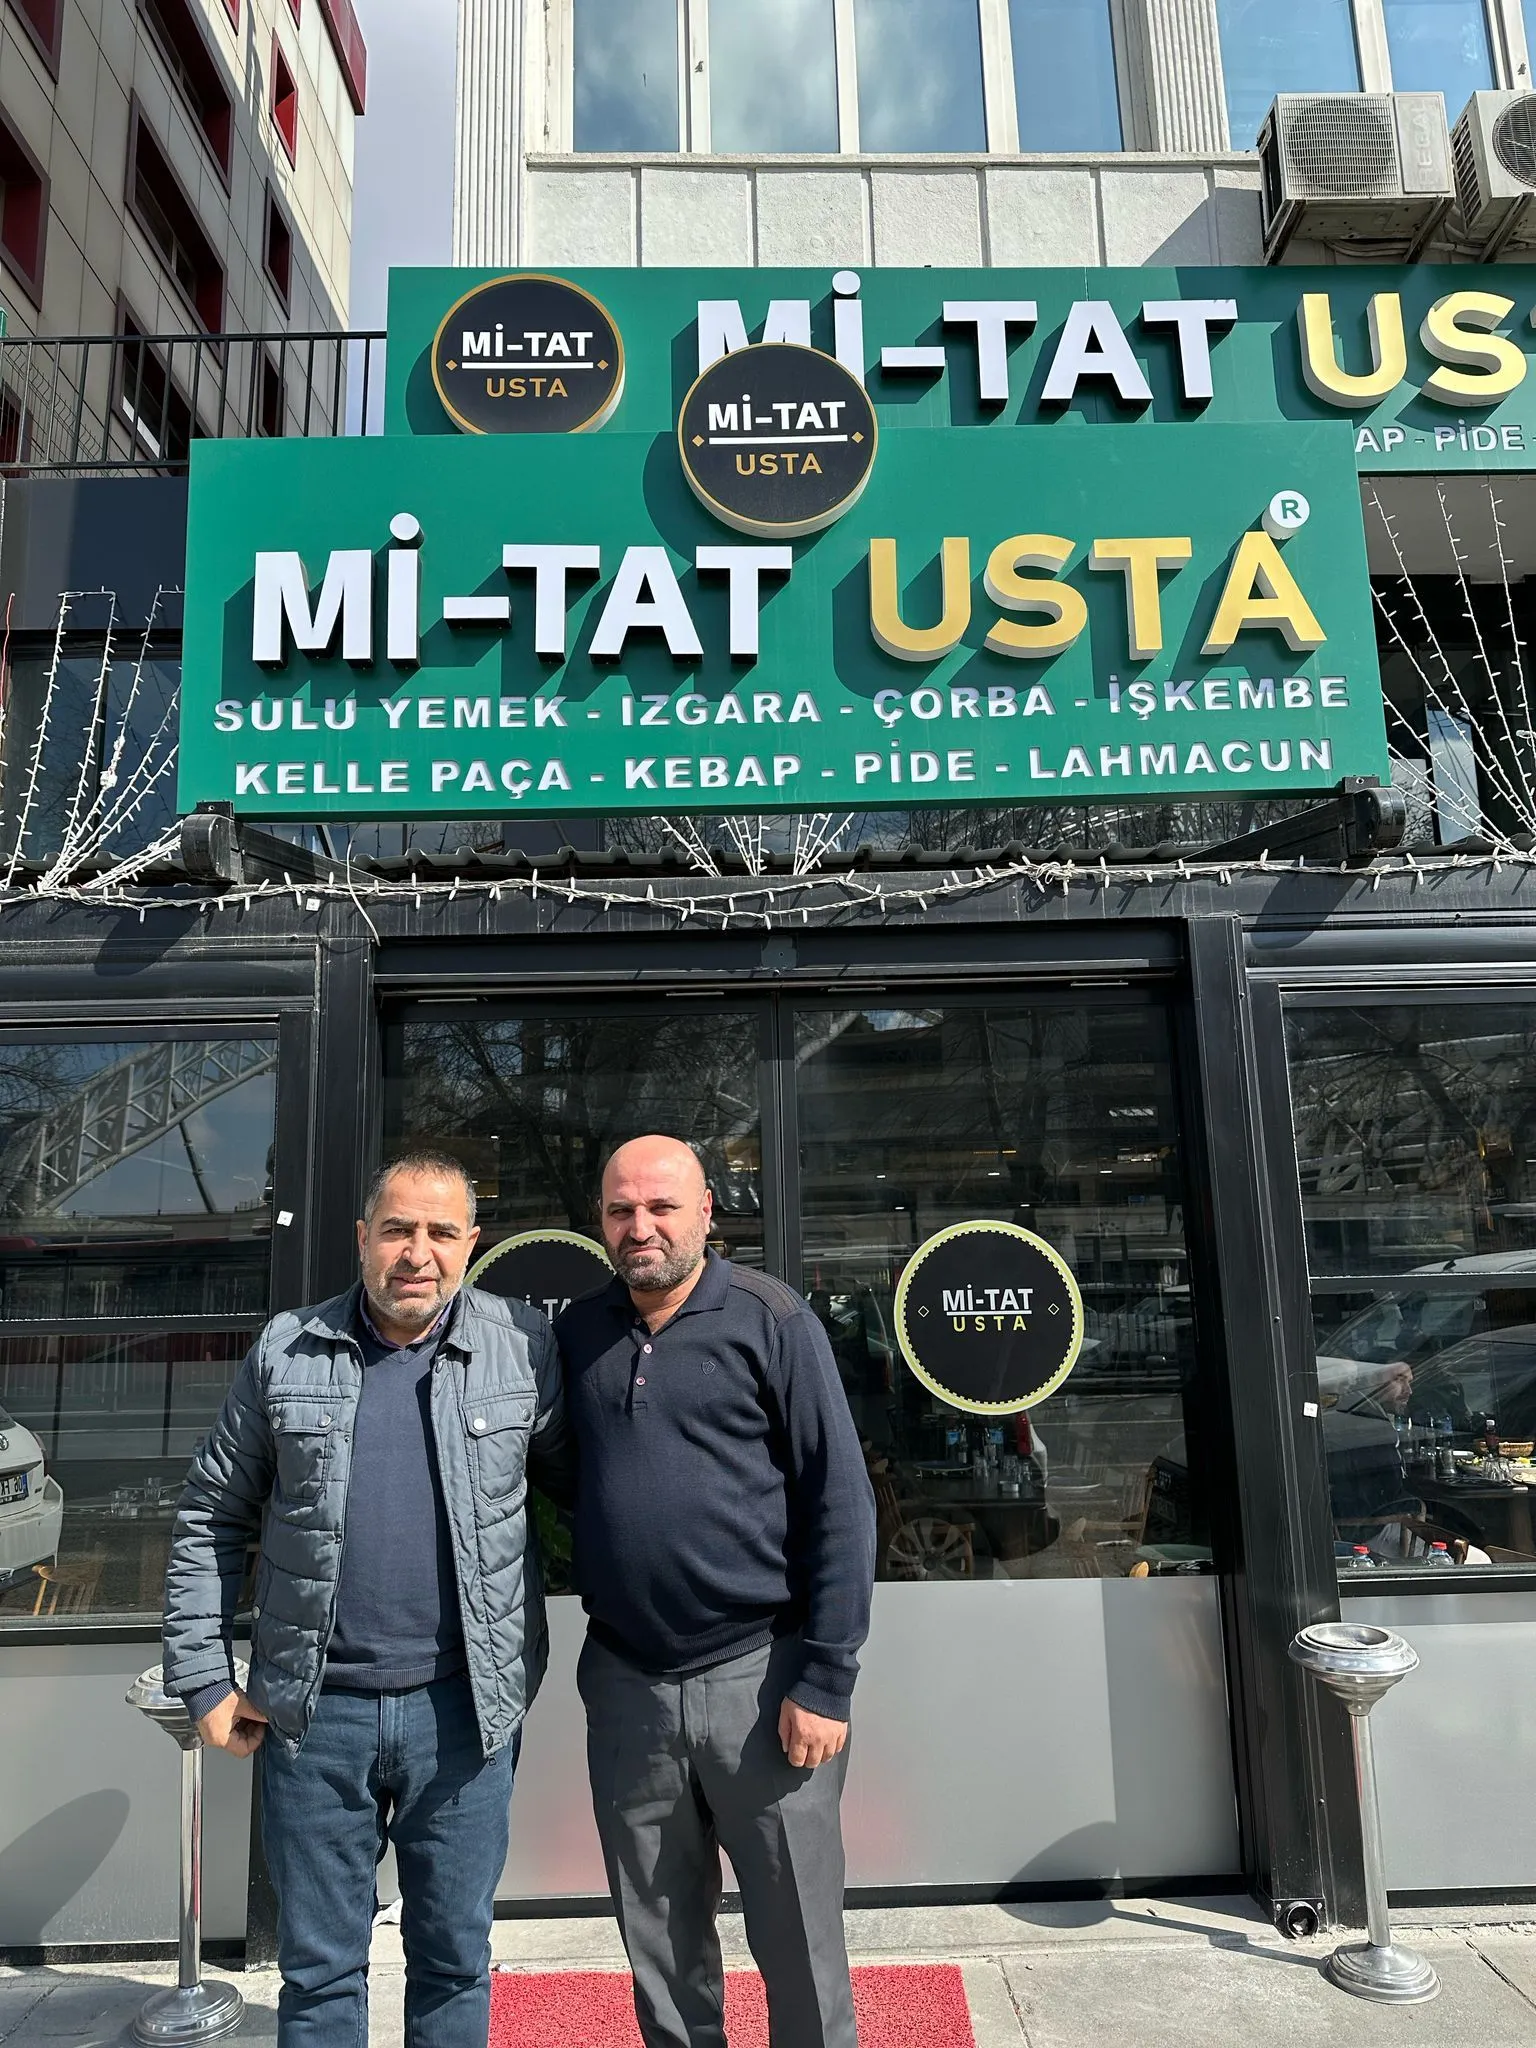 Mİ-TAT
USTA
Mİ-TAT US
AP - PİDE -
Mİ-TAT
USTA
Mİ-TAT USTA
R
SULU YEMEK - IZGARA - ÇORBA - İŞKEMBE
KELLE PAÇA - KEBAP - PİDE - LAHMACUN
Mİ-TAT
USTA